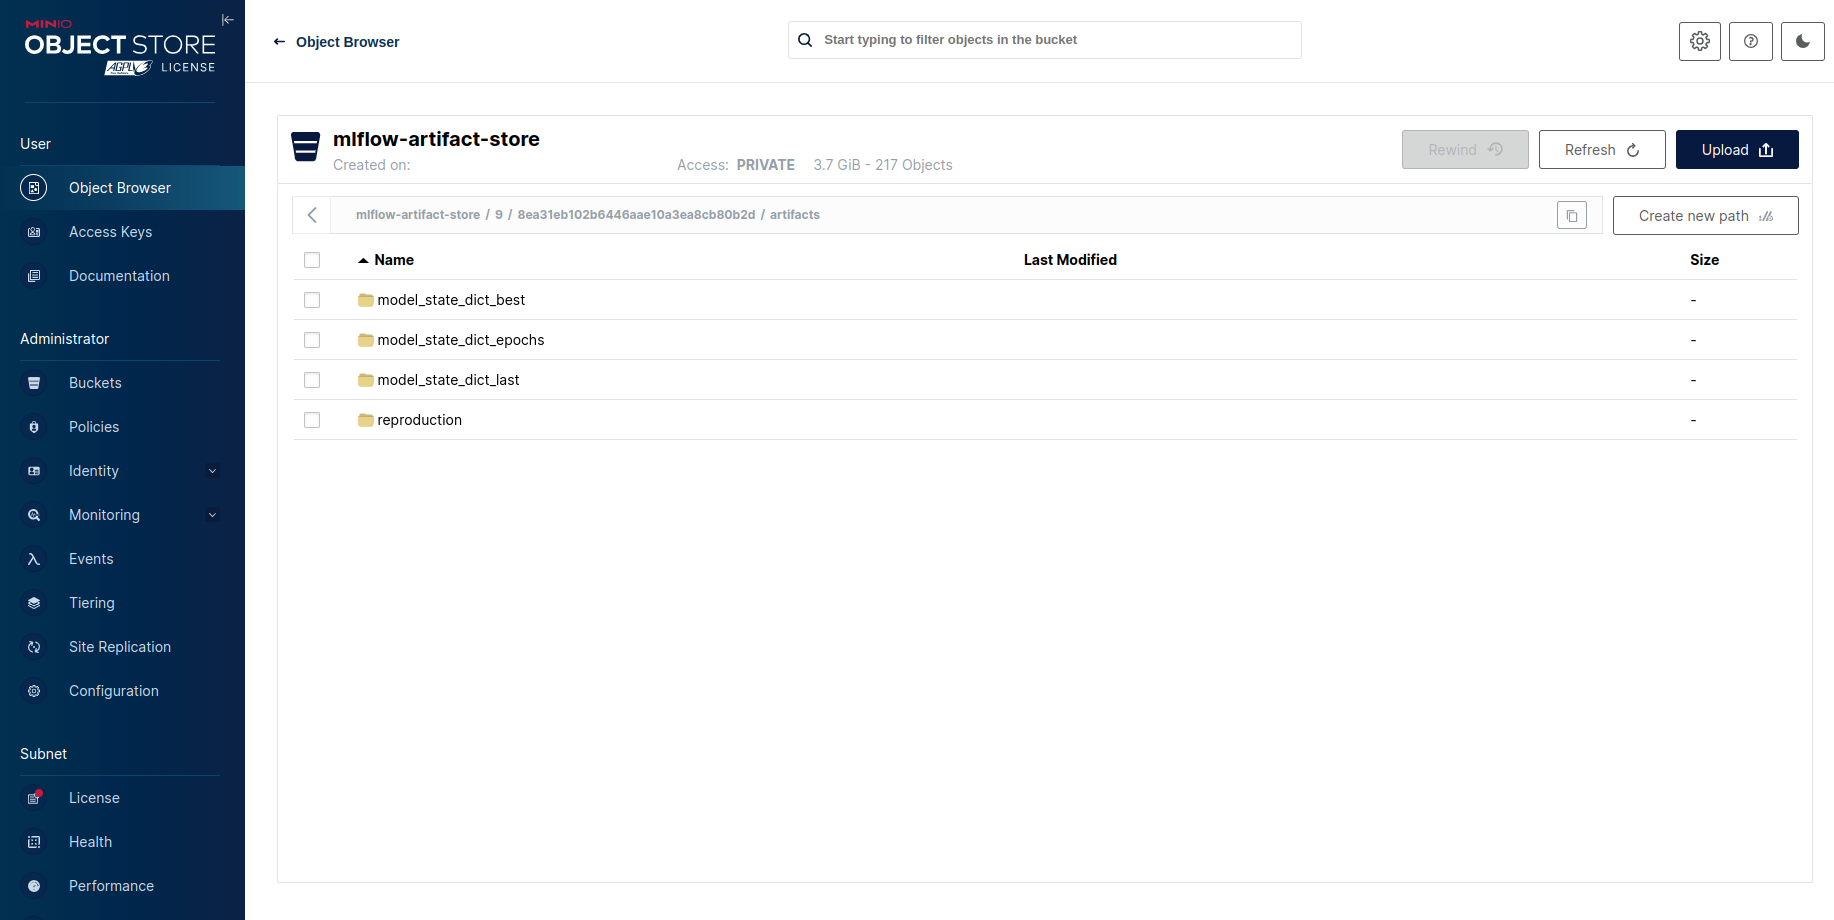 MINIO
OBJECT STORE
AGPLv3 LICENSE
User
Object Browser
Access Keys
Documentation
Administrator
Buckets
Policies
Identity
Monitoring
Events
Tiering
Site Replication
Configuration
Subnet
License
Health
Performance
← Object Browser
Start typing to filter objects in the bucket
mlflow-artifact-store
Created on: Access: PRIVATE 3.7 GiB - 217 Objects
Rewind
Refresh
Upload
mlflow-artifact-store / 9 / 8ea31eb102b6446aae10a3ea8cb80b2d / artifacts
Create new path
Name Last Modified Size
model_state_dict_best -
model_state_dict_epochs -
model_state_dict_last -
reproduction -